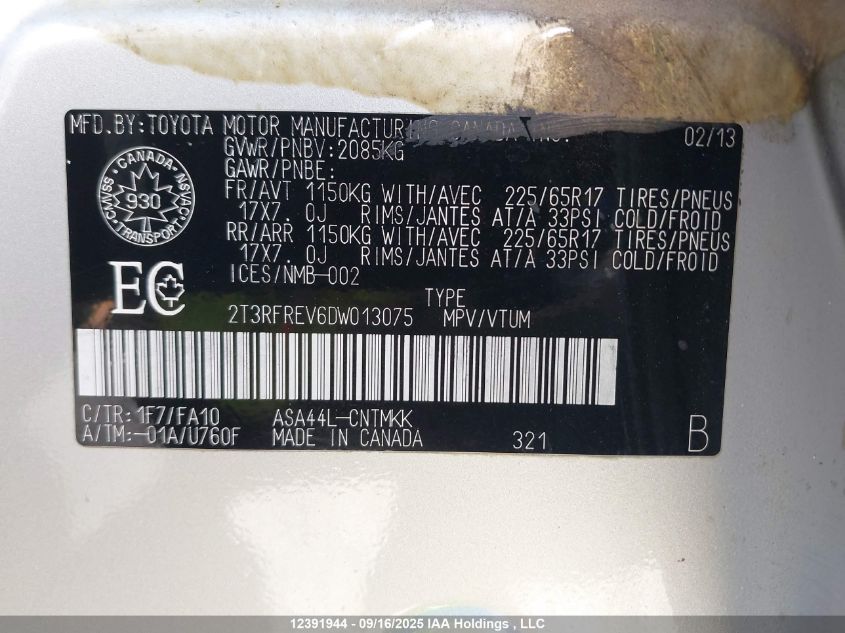 MFD.BY:TOYOTA MOTOR MANUFACTURING CANADA INC. 02/13
GVWR/PNBV:2085KG
GAWR/PNBE:
FR/AVT 1150KG WITH/AVEC 225/65R17 TIRES/PNEUS
17X7. 0J RIMS/JANTES AT/A 33PSI COLD/FROID
RR/ARR 1150KG WITH/AVEC 225/65R17 TIRES/PNEUS
17X7. 0J RIMS/JANTES AT/A 33PSI COLD/FROID
ICES/NMB-002
CANADA
CMVSS 930 NSVAC
TRANSPORT
EC
TYPE
2T3RFREV6DW013075 MPV/VTUM
C/TR:1F7/FA10 ASA44L-CNTMKK
A/TM:-01A/U760F MADE IN CANADA 321 B
12391944 - 09/16/2025 IAA Holdings , LLC